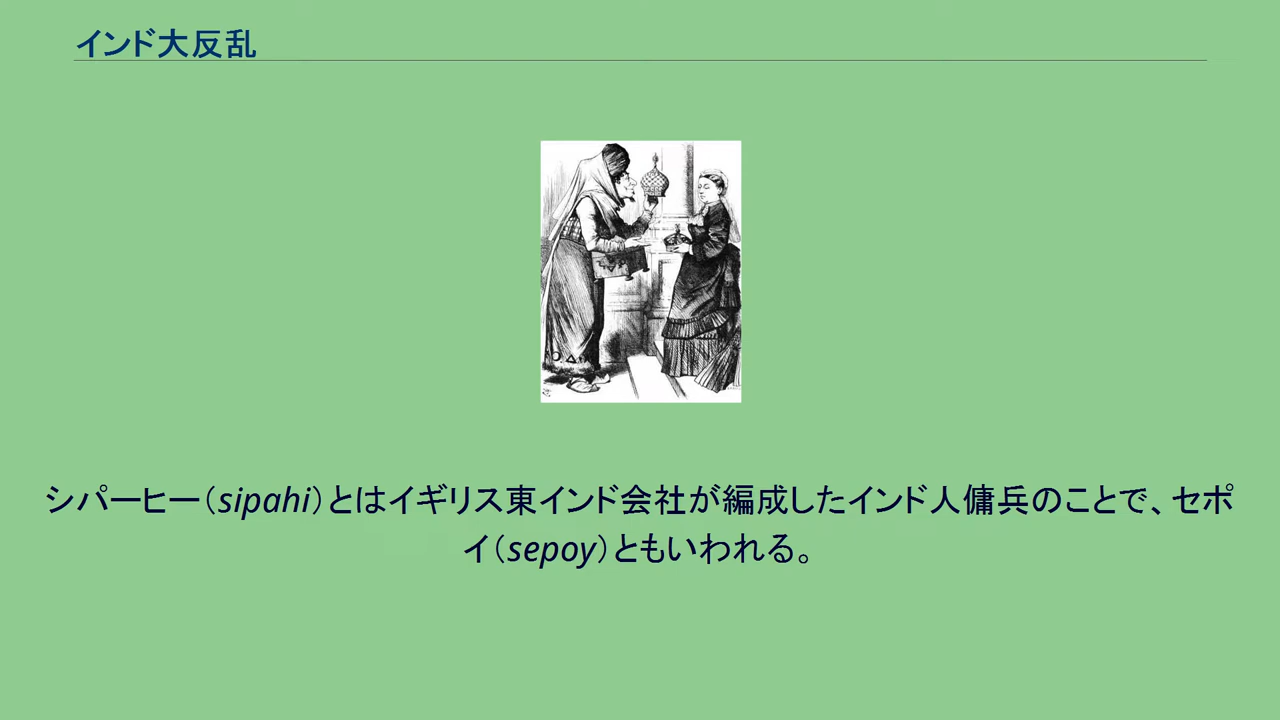 インド大反乱
シパーヒー（sipahi）とはイギリス東インド会社が編成したインド人傭兵のことで、セポ
イ（sepoy）ともいわれる。